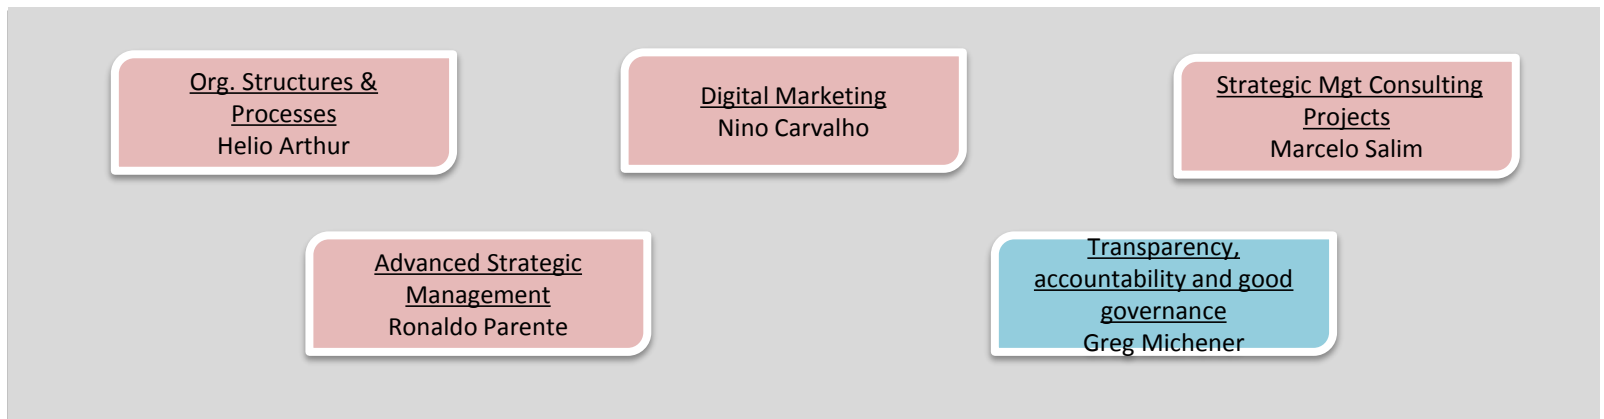 Org. Structures &
Processes
Helio Arthur
Digital Marketing
Nino Carvalho
Strategic Mgt Consulting
Projects
Marcelo Salim
Advanced Strategic
Management
Ronaldo Parente
Transparency,
accountability and good
governance
Greg Michener